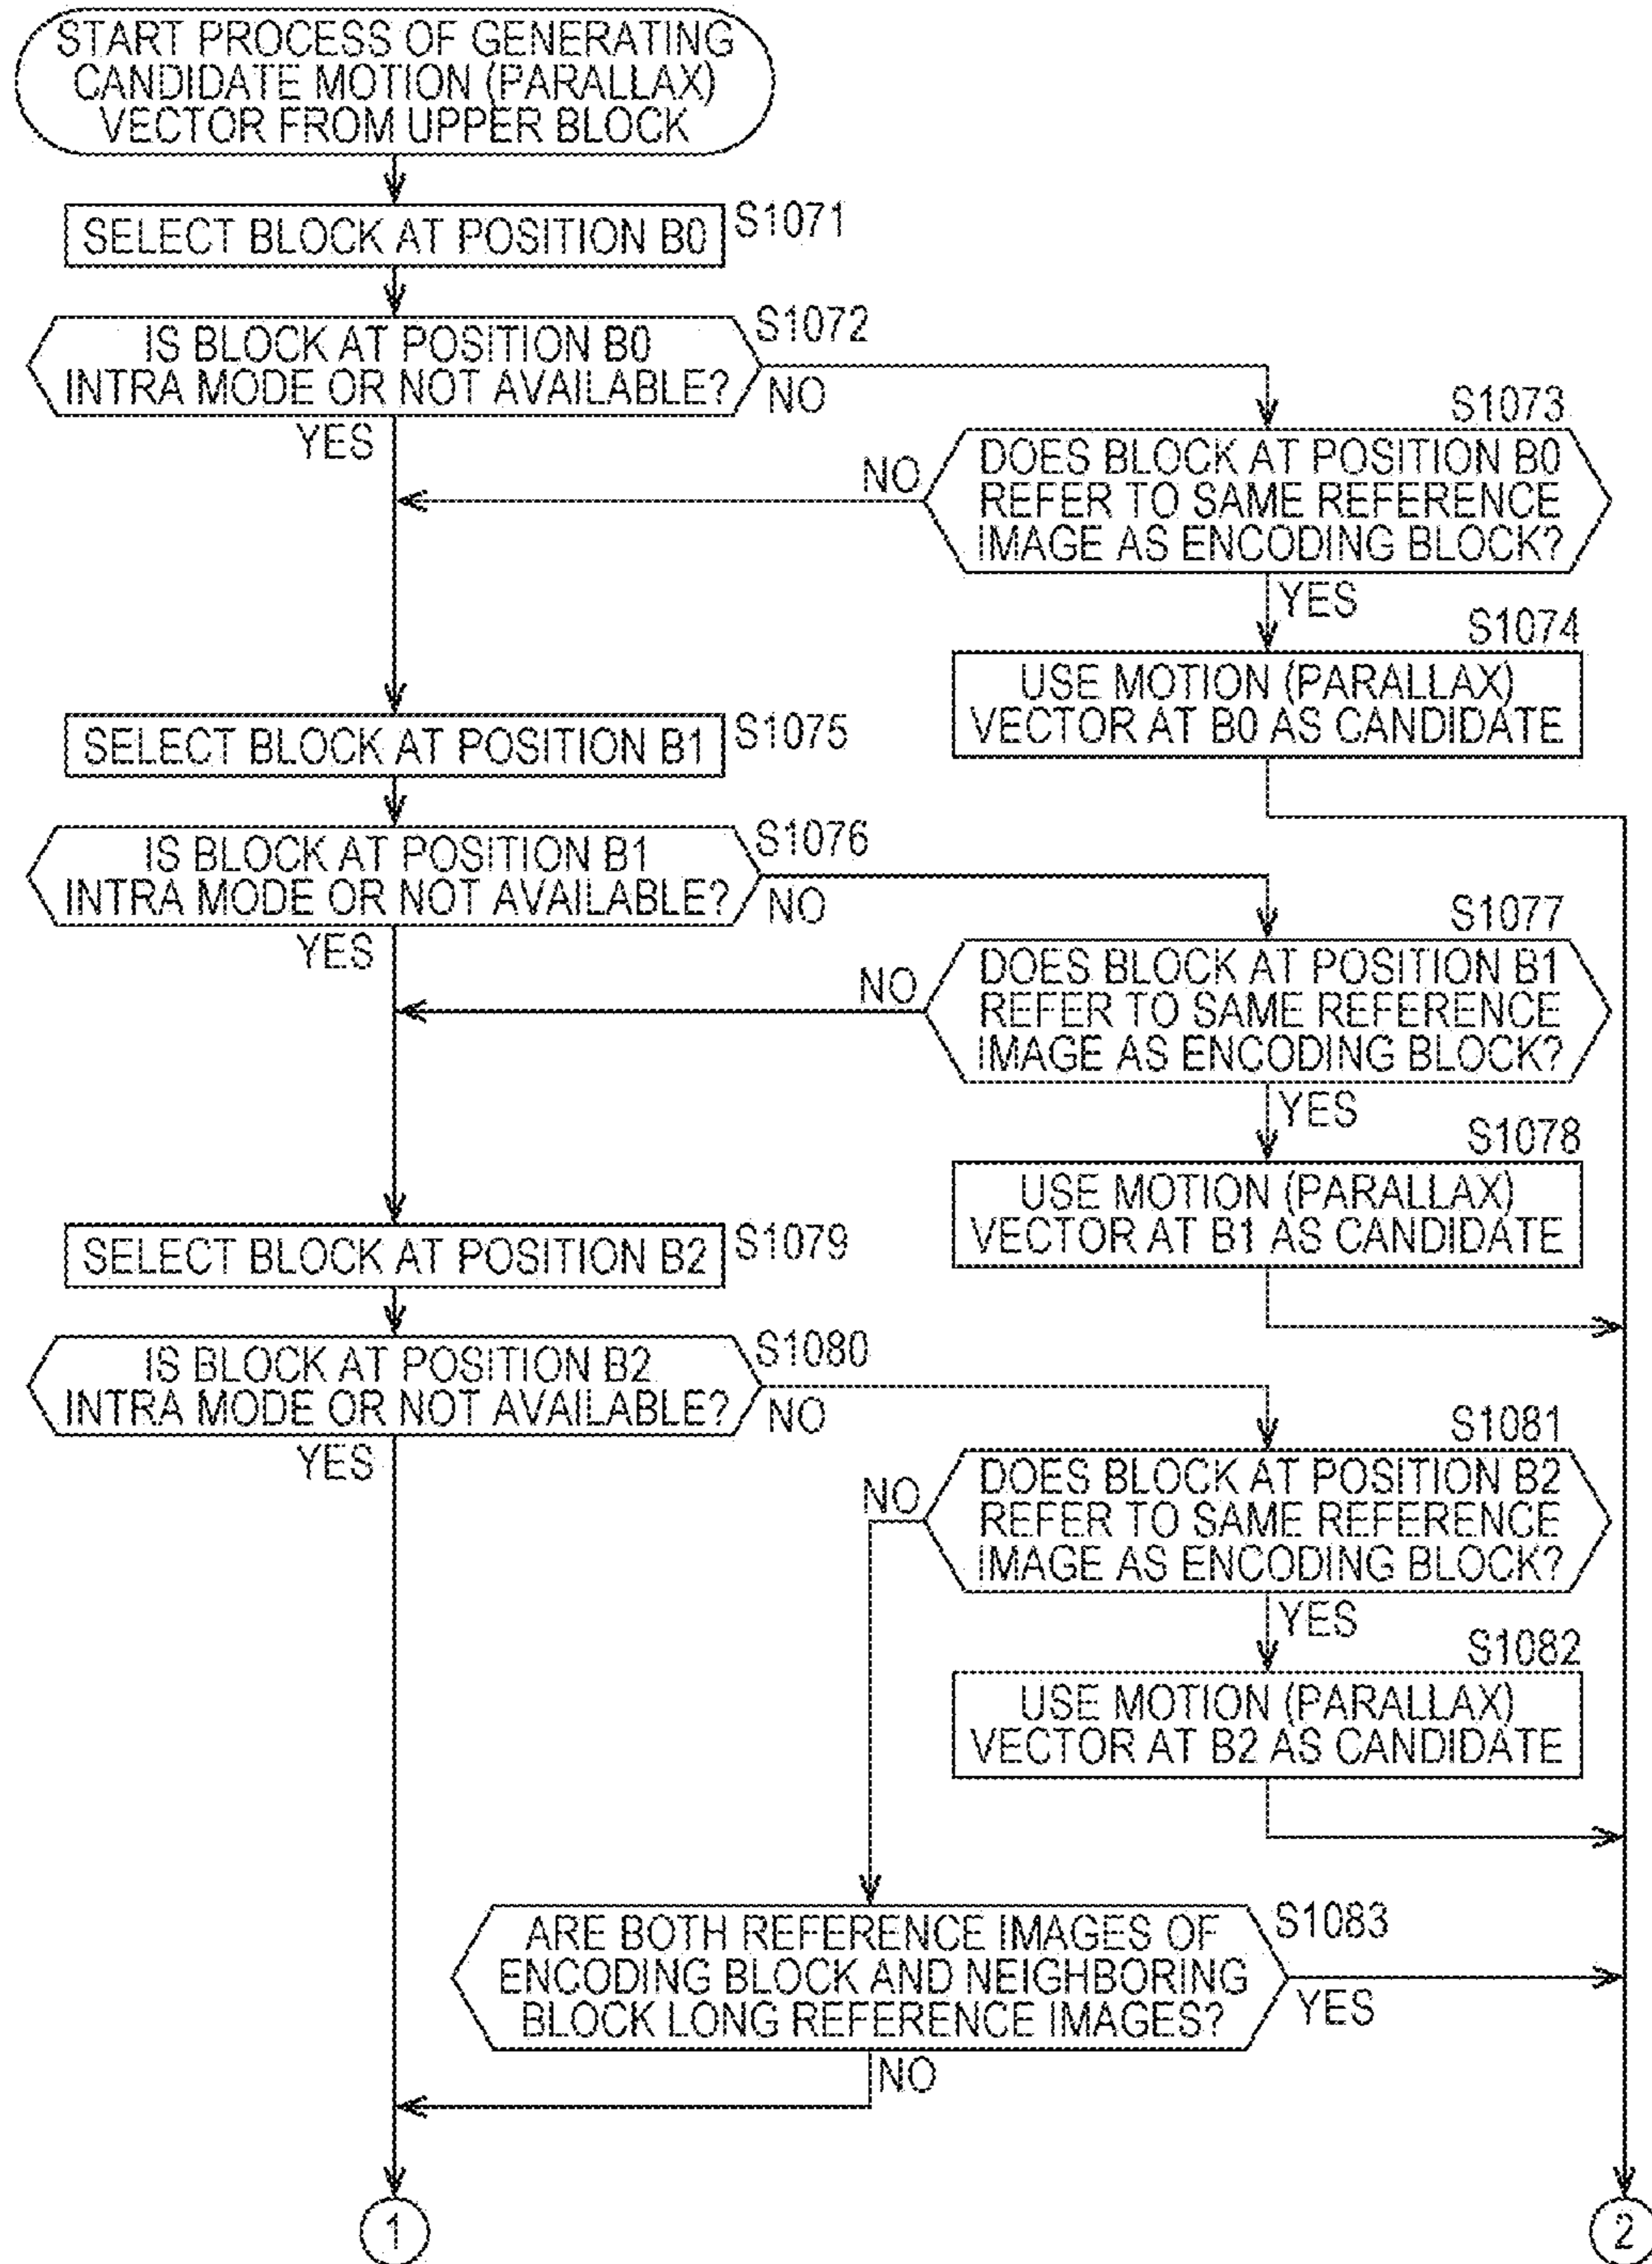 START PROCESS OF GENERATING
CANDIDATE MOTION (PARALLAX)
VECTOR FROM UPPER BLOCK
SELECT BLOCK AT POSITION B0
S1071
IS BLOCK AT POSITION B0
INTRA MODE OR NOT AVAILABLE?
S1072
NO
YES
S1073
DOES BLOCK AT POSITION B0
REFER TO SAME REFERENCE
IMAGE AS ENCODING BLOCK?
NO
YES
S1074
USE MOTION (PARALLAX)
VECTOR AT B0 AS CANDIDATE
SELECT BLOCK AT POSITION B1
S1075
IS BLOCK AT POSITION B1
INTRA MODE OR NOT AVAILABLE?
S1076
NO
YES
S1077
DOES BLOCK AT POSITION B1
REFER TO SAME REFERENCE
IMAGE AS ENCODING BLOCK?
NO
YES
S1078
USE MOTION (PARALLAX)
VECTOR AT B1 AS CANDIDATE
SELECT BLOCK AT POSITION B2
S1079
IS BLOCK AT POSITION B2
INTRA MODE OR NOT AVAILABLE?
S1080
NO
YES
S1081
DOES BLOCK AT POSITION B2
REFER TO SAME REFERENCE
IMAGE AS ENCODING BLOCK?
NO
YES
S1082
USE MOTION (PARALLAX)
VECTOR AT B2 AS CANDIDATE
ARE BOTH REFERENCE IMAGES OF
ENCODING BLOCK AND NEIGHBORING
BLOCK LONG REFERENCE IMAGES?
S1083
YES
NO
1
2